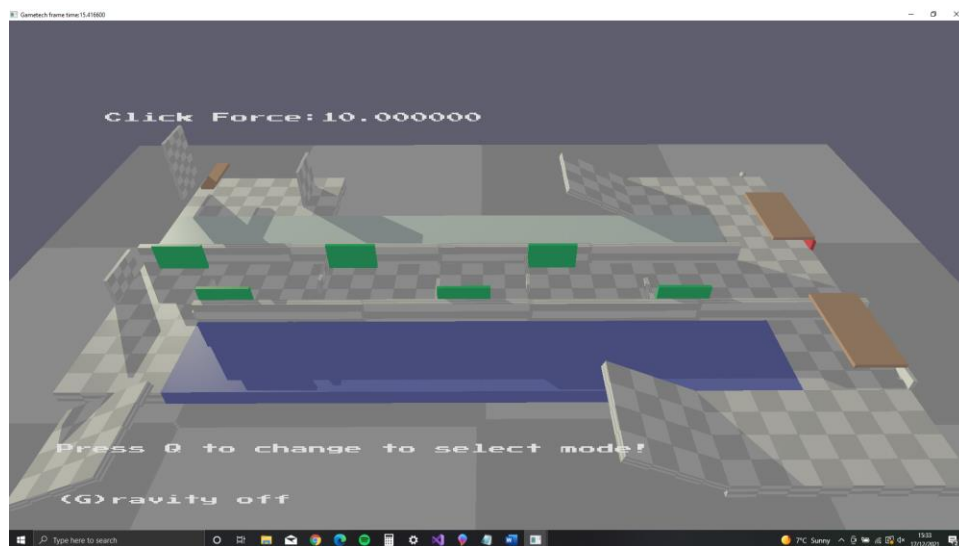 Gametech frame time:15.416600
Click Force:10.000000
Press Q to change to select mode!
(G)ravity off
Type here to search
7°C Sunny
15:33
17/12/2021